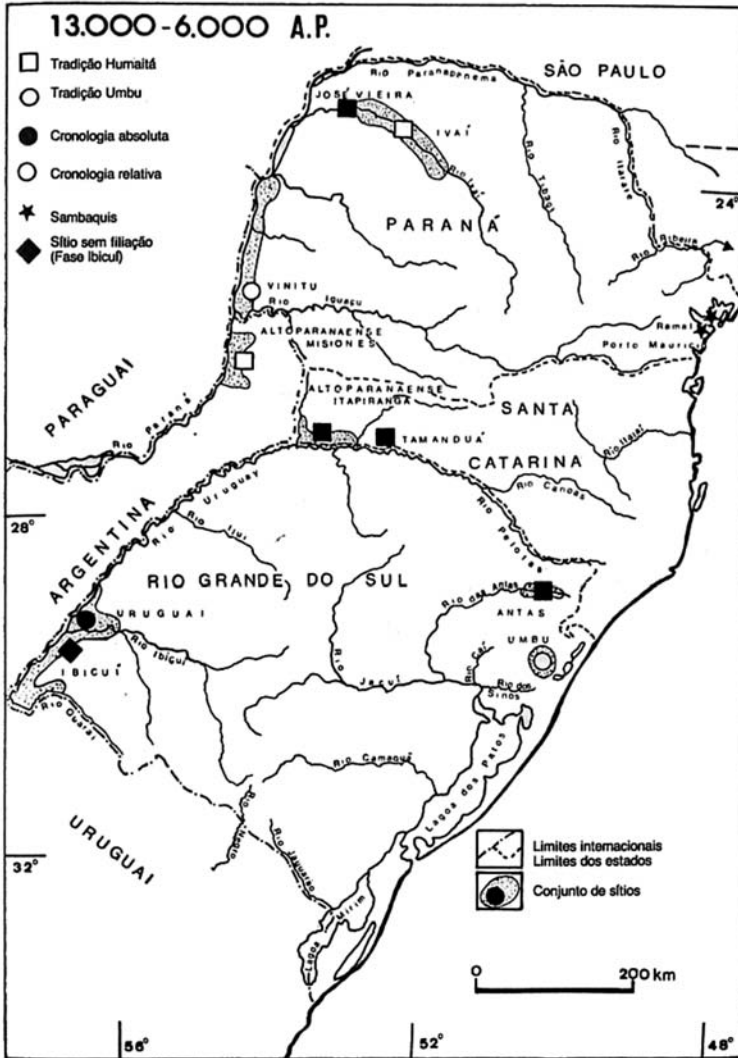 13.000-6.000 A.P.
Tradição Humaitá
Tradição Umbu
Cronologia absoluta
Cronologia relativa
Sambaquis
Sítio sem filiação
(Fase Ibicuí)
Rio Paranapanema
SÃO PAULO
JOSÉ VIEIRA
IVAÍ
Rio Ivaí
Rio Tibagi
Rio Itararé
24°
PARANÁ
Rio Ribeira
VINITU
Rio Iguaçu
ALTOPARANAENSE
MISIONES
Ramal
Porto Maurício
PARAGUAI
Rio Paraná
ALTOPARANAENSE
ITAPIRANGA
SANTA
CATARINA
TAMANDUÁ
Rio Itajaí
Rio Canoas
28°
ARGENTINA
Rio Uruguay
Rio Ijuí
Rio Pelotas
RIO GRANDE DO SUL
Rio das Antas
ANTAS
URUGUAI
UMBU
Rio Ibicuí
IBICUÍ
Rio Caí
Rio Jacuí
Rio dos
Sinos
Rio Quaraí
Rio Camaquã
Lagoa dos Patos
Rio Negro
Rio Jaguarão
URUGUAI
32°
Lagoa Mirim
Limites internacionais
Limites dos estados
Conjunto de sítios
0 200 km
56° 52° 48°